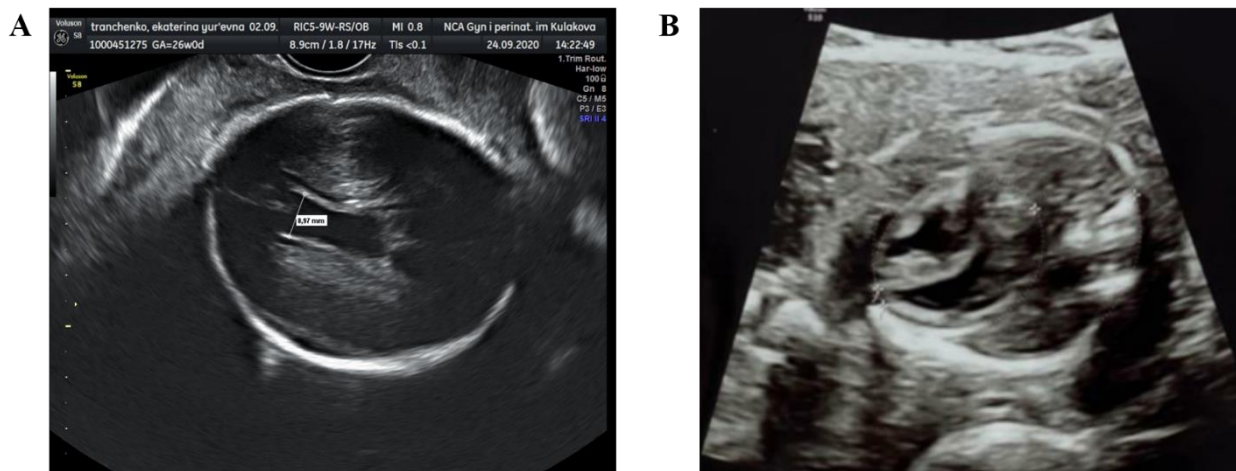 A
Voluson S8
tranchenko, ekaterina yur'evna 02.09.
1000451275 GA=26w0d
RIC5-9W-RS/OB
8.9cm / 1.8 / 17Hz
MI 0.8
TIs <0.1
NCA Gyn i perinat. im Kulakova
24.09.2020 14:22:49
Voluson
S8
1.Trim Rout.
Har-low
100
Gn 8
C5 / M5
P3 / E3
SRI II 4
8,97 mm
B